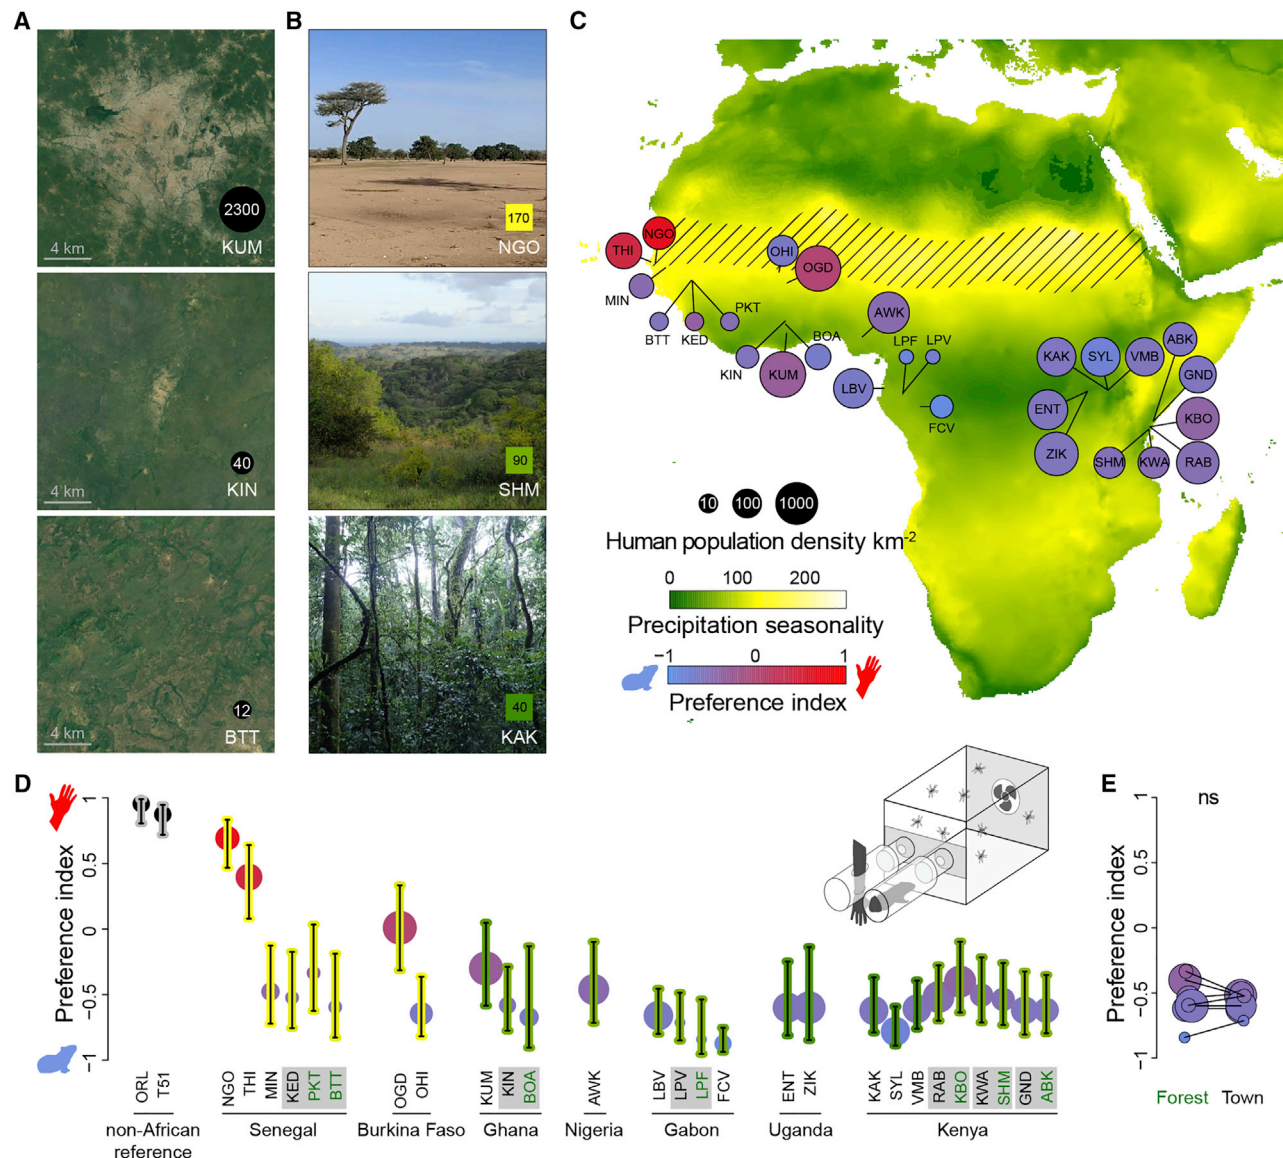 A
2300
4 km
KUM
40
4 km
KIN
12
4 km
BTT
B
170
NGO
90
SHM
40
KAK
C
NGO
THI
OHI
OGD
MIN
PKT
AWK
BTT
KED
BOA
LPF
LPV
ABK
KAK
SYL
VMB
KIN
KUM
GND
LBV
FCV
ENT
KBO
ZIK
SHM
KWA
RAB
10
100
1000
Human population density km-2
0
100
200
Precipitation seasonality
−1
0
1
Preference index
D
Preference index
1
0.5
0
−0.5
−1
ORL
T51
NGO
THI
MIN
KED
PKT
BTT
OGD
OHI
KUM
KIN
BOA
AWK
LBV
LPV
LPF
FCV
ENT
ZIK
KAK
SYL
VMB
RAB
KBO
KWA
SHM
GND
ABK
non-African
reference
Senegal
Burkina Faso
Ghana
Nigeria
Gabon
Uganda
Kenya
E
ns
Preference index
1
0.5
0
−0.5
−1
Forest
Town